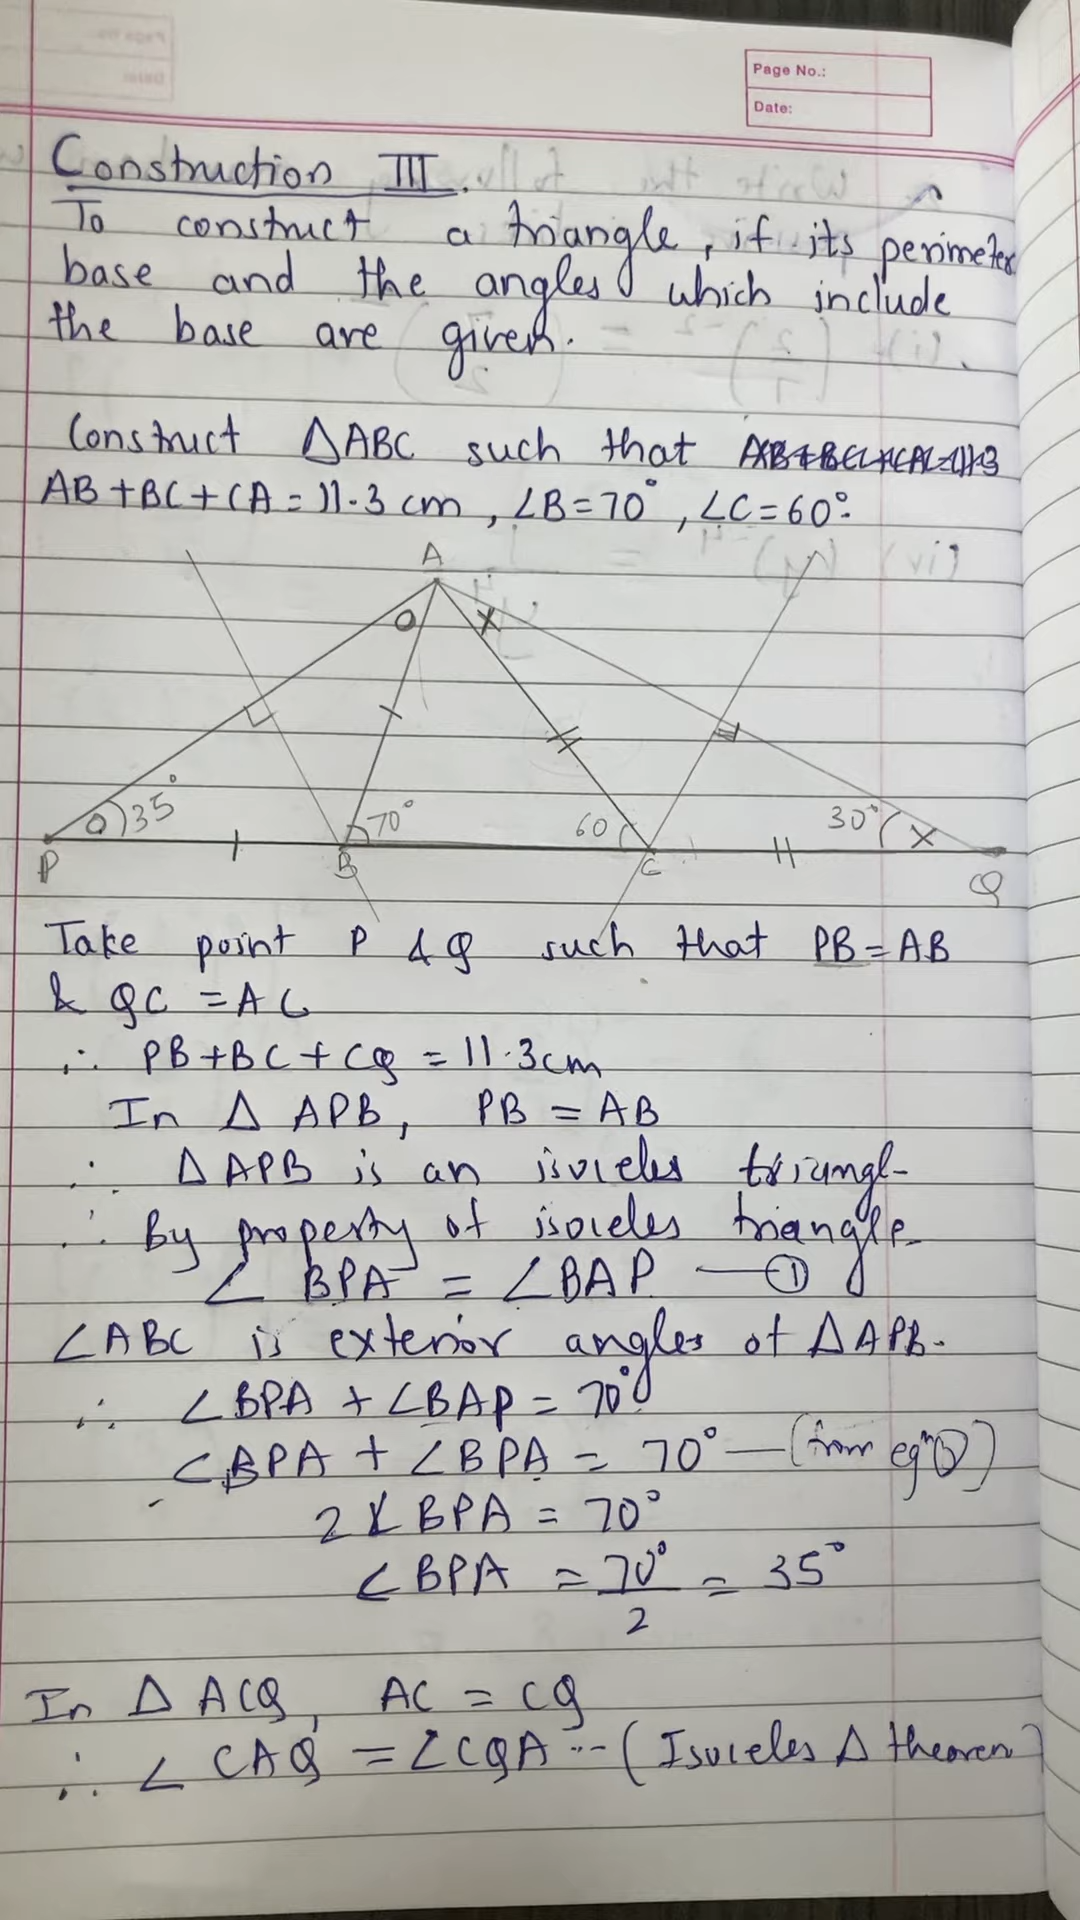 Page No.:
Date:
Construction III.
To construct a triangle, if its perimeter
base and the angles which include
the base are given.
Construct △ABC such that
AB+BC+CA=11.3 cm, ∠B=70°, ∠C=60°.
A
O
×
O
35°
70°
60
30°
×
P
B
C
Q
Take point P & Q such that PB=AB
& QC = AC
∴ PB+BC+CQ = 11.3cm
In △ APB, PB = AB
∴ △APB is an isoceles triangl-
∴ By property of isoceles triangle
∠ BPA = ∠BAP — ①
∠ABC is exterior angles of △APB.
∴ ∠BPA + ∠BAP = 70°
∠BPA + ∠BPA = 70° — (from eqⁿ①)
2∠BPA = 70°
∠BPA = 70°/2 = 35°
In △ ACQ, AC = CQ
∴ ∠ CAQ = ∠CQA --- (Isoceles △ theorem)